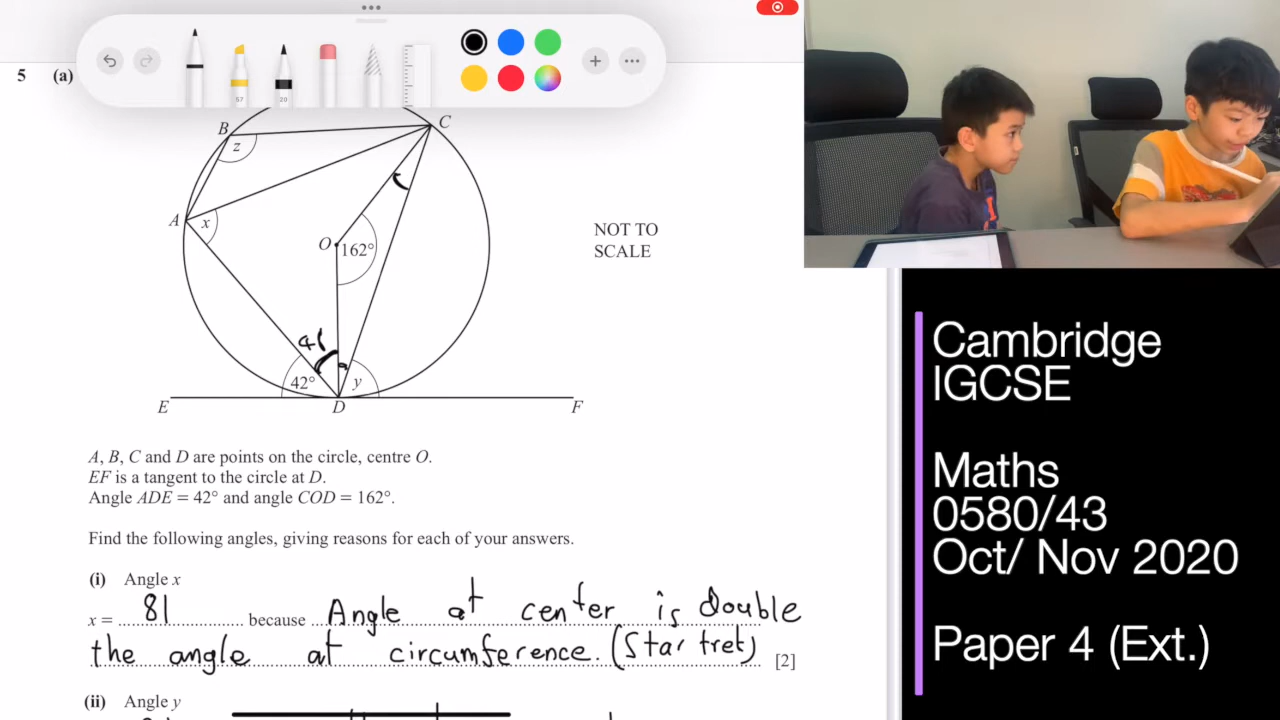 5 (a)
57
20
B
C
z
A
x
O
162°
NOT TO
SCALE
42°
y
E
D
F
A, B, C and D are points on the circle, centre O.
EF is a tangent to the circle at D.
Angle ADE = 42° and angle COD = 162°.
Find the following angles, giving reasons for each of your answers.
(i) Angle x
x = 81 because Angle at center is double
the angle at circumference. (Star tret) [2]
(ii) Angle y
Cambridge
IGCSE
Maths
0580/43
Oct/ Nov 2020
Paper 4 (Ext.)